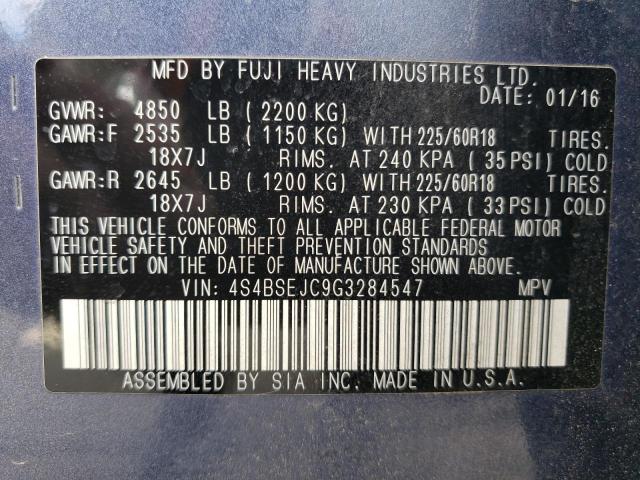 MFD BY FUJI HEAVY INDUSTRIES LTD.
DATE: 01/16
GVWR: 4850 LB ( 2200 KG)
GAWR:F 2535 LB ( 1150 KG) WITH 225/60R18 TIRES.
18X7J RIMS. AT 240 KPA ( 35 PSI) COLD
GAWR:R 2645 LB ( 1200 KG) WITH 225/60R18 TIRES.
18X7J RIMS. AT 230 KPA ( 33 PSI) COLD
THIS VEHICLE CONFORMS TO ALL APPLICABLE FEDERAL MOTOR
VEHICLE SAFETY AND THEFT PREVENTION STANDARDS
IN EFFECT ON THE DATE OF MANUFACTURE SHOWN ABOVE.
VIN: 4S4BSEJC9G3284547 MPV
ASSEMBLED BY SIA INC. MADE IN U.S.A.